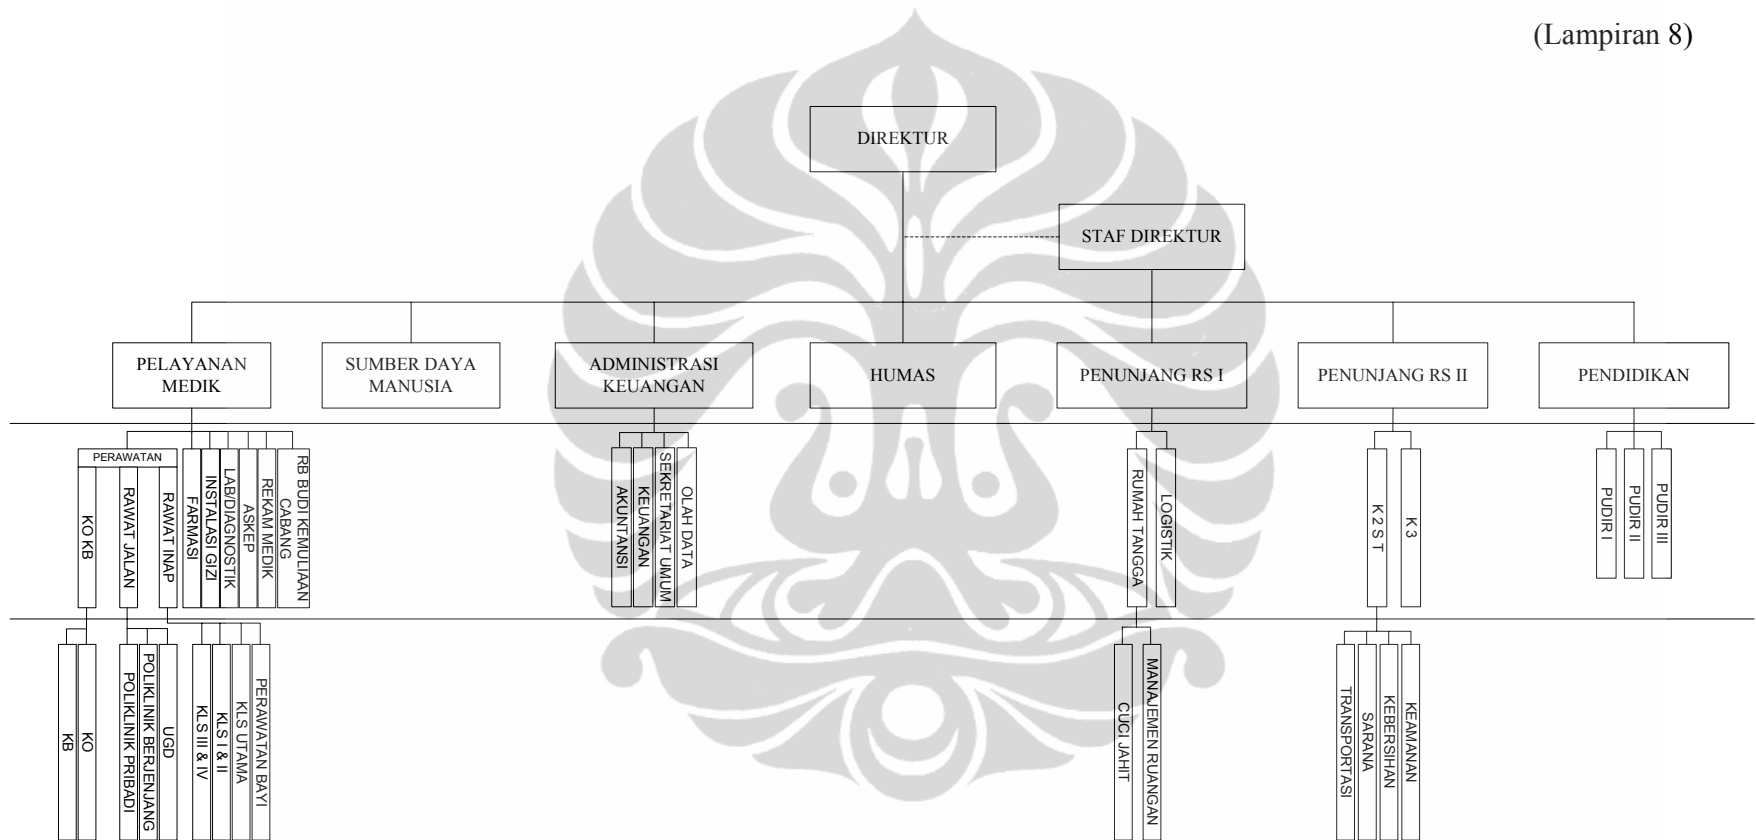 (Lampiran 8)
DIREKTUR
STAF DIREKTUR
PELAYANAN
MEDIK
SUMBER DAYA
MANUSIA
ADMINISTRASI
KEUANGAN
HUMAS
PENUNJANG RS I
PENUNJANG RS II
PENDIDIKAN
PERAWATAN
KO KB
RAWAT JALAN
RAWAT INAP
FARMASI
INSTALASI GIZI
LAB/DIAGNOSTIK
ASKEP
REKAM MEDIK
RB BUDI KEMULIAAN
CABANG
AKUNTANSI
KEUANGAN
SEKRETARIAT UMUM
OLAH DATA
RUMAH TANGGA
LOGISTIK
K 2 S T
K 3
PUDIR I
PUDIR II
PUDIR III
KB
KO
POLIKLINIK PRIBADI
POLIKLINIK BERJENJANG
UGD
KLS III & IV
KLS I & II
KLS UTAMA
PERAWATAN BAYI
CUCI JAHIT
MANAJEMEN RUANGAN
TRANSPORTASI
SARANA
KEBERSIHAN
KEAMANAN